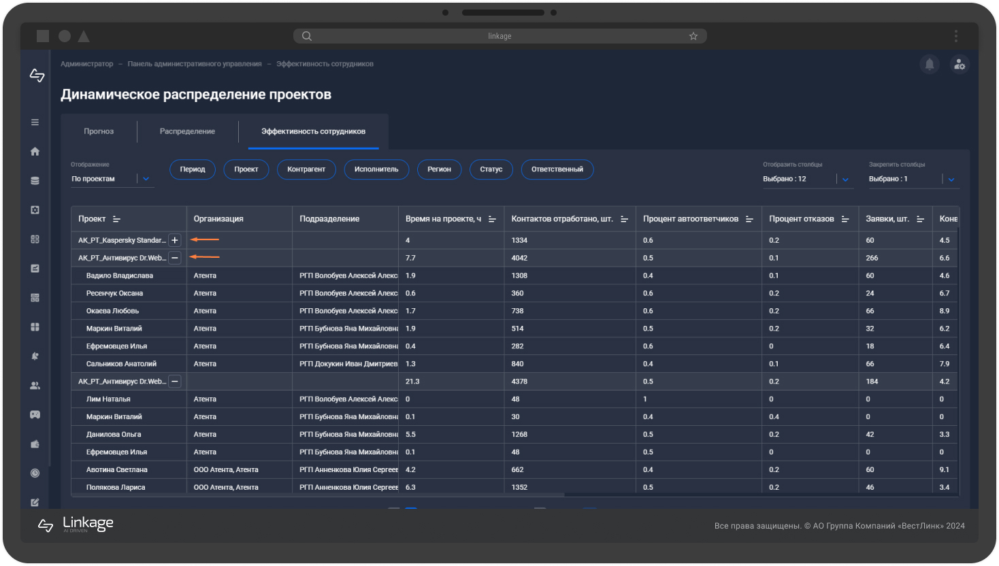 linkage
Администратор – Панель административного управления – Эффективность сотрудников
Динамическое распределение проектов
Прогноз Распределение Эффективность сотрудников
Отображение
По проектам
Период Проект Контрагент Исполнитель Регион Статус Ответственный
Отобразить столбцы
Выбрано : 12
Закрепить столбцы
Выбрано : 1
Проект Организация Подразделение Время на проекте, ч Контактов отработано, шт. Процент автоответчиков Процент отказов Заявки, шт. Конв
AK_PT_Kaspersky Standar... + 4 1334 0.6 0.2 60 4.5
АК_РТ_Антивирус Dr.Web... – 7.7 4042 0.5 0.1 266 6.6
Вадило Владислава Атента РГП Волобуев Алексей Алекс 1.9 1308 0.4 0.1 60 4.6
Ресенчук Оксана Атента РГП Волобуев Алексей Алекс 0.6 360 0.6 0.2 24 6.7
Окаева Любовь Атента РГП Волобуев Алексей Алекс 1.7 738 0.6 0.2 66 8.9
Маркин Виталий Атента РГП Бубнова Яна Михайловна 1.9 514 0.5 0.2 32 6.2
Ефремовцев Илья Атента РГП Бубнова Яна Михайловна 0.4 282 0.6 0 18 6.4
Сальников Анатолий Атента РГП Докукин Иван Дмитриев 1.3 840 0.4 0.1 66 7.9
АК_РТ_Антивирус Dr.Web... – 21.3 4378 0.5 0.2 184 4.2
Лим Наталья Атента РГП Волобуев Алексей Алекс 0 48 1 0 0 0
Маркин Виталий Атента РГП Бубнова Яна Михайловна 0.1 30 0.4 0.4 0 0
Данилова Ольга Атента РГП Бубнова Яна Михайловна 5.5 1268 0.5 0.2 42 3.3
Ефремовцев Илья Атента РГП Бубнова Яна Михайловна 0.1 48 0.5 0 0 0
Авотина Светлана ООО Атента, Атента РГП Анненкова Юлия Сергеев 4.2 662 0.4 0.2 60 9.1
Полякова Лариса ООО Атента, Атента РГП Анненкова Юлия Сергеев 6.3 1352 0.5 0.2 46 3.4
Linkage
AI DRIVEN
Все права защищены. © АО Группа Компаний «ВестЛинк» 2024